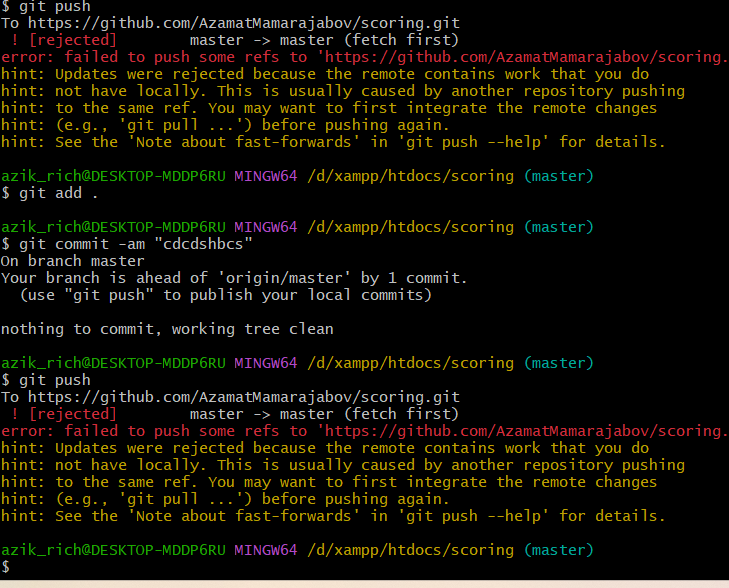 $ git push
To https://github.com/AzamatMamarajabov/scoring.git
 ! [rejected]        master -> master (fetch first)
error: failed to push some refs to 'https://github.com/AzamatMamarajabov/scoring.
hint: Updates were rejected because the remote contains work that you do
hint: not have locally. This is usually caused by another repository pushing
hint: to the same ref. You may want to first integrate the remote changes
hint: (e.g., 'git pull ...') before pushing again.
hint: See the 'Note about fast-forwards' in 'git push --help' for details.
azik_rich@DESKTOP-MDDP6RU MINGW64 /d/xampp/htdocs/scoring (master)
$ git add .
azik_rich@DESKTOP-MDDP6RU MINGW64 /d/xampp/htdocs/scoring (master)
$ git commit -am "cdcdshbcs"
On branch master
Your branch is ahead of 'origin/master' by 1 commit.
  (use "git push" to publish your local commits)
nothing to commit, working tree clean
azik_rich@DESKTOP-MDDP6RU MINGW64 /d/xampp/htdocs/scoring (master)
$ git push
To https://github.com/AzamatMamarajabov/scoring.git
 ! [rejected]        master -> master (fetch first)
error: failed to push some refs to 'https://github.com/AzamatMamarajabov/scoring.
hint: Updates were rejected because the remote contains work that you do
hint: not have locally. This is usually caused by another repository pushing
hint: to the same ref. You may want to first integrate the remote changes
hint: (e.g., 'git pull ...') before pushing again.
hint: See the 'Note about fast-forwards' in 'git push --help' for details.
azik_rich@DESKTOP-MDDP6RU MINGW64 /d/xampp/htdocs/scoring (master)
$